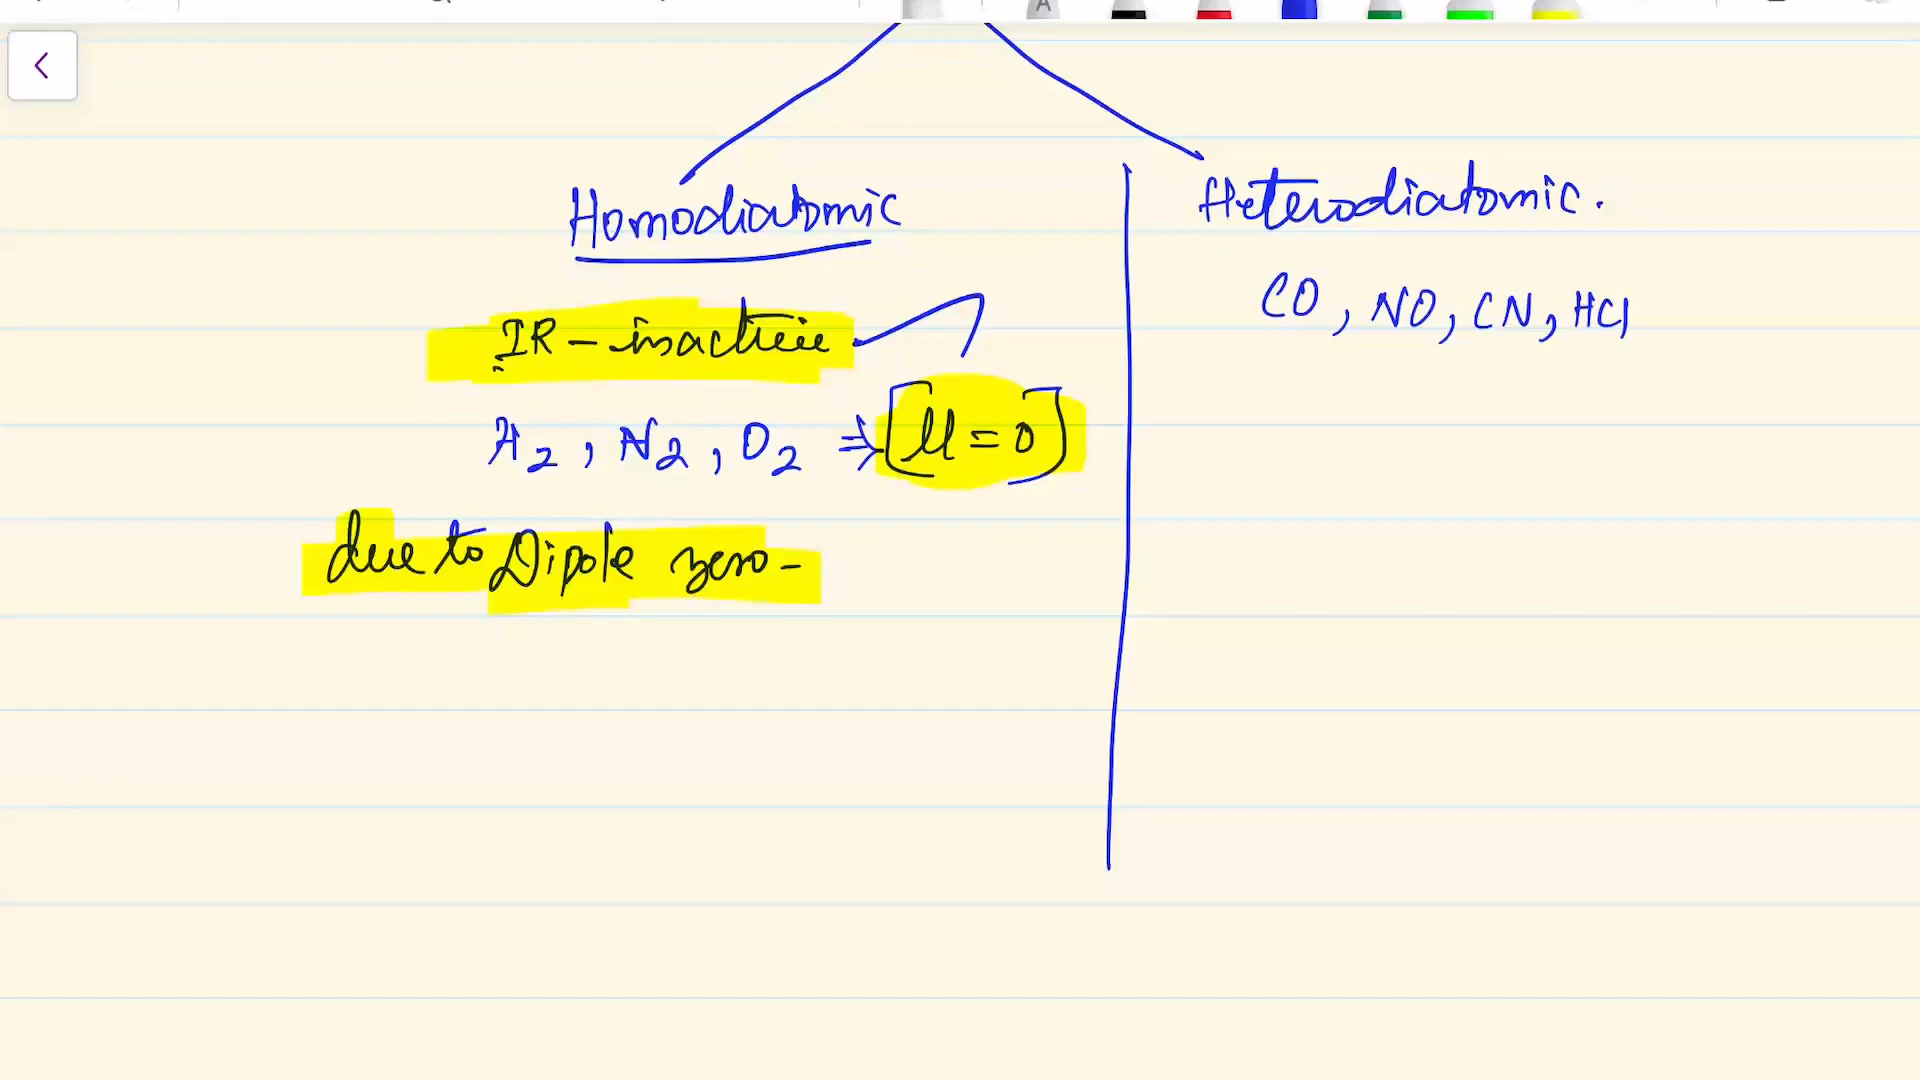 Homodiatomic
IR - inactive
H2, N2, O2 ⇒ [μ = 0]
due to Dipole zero -
Heterodiatomic.
CO, NO, CN, HCl